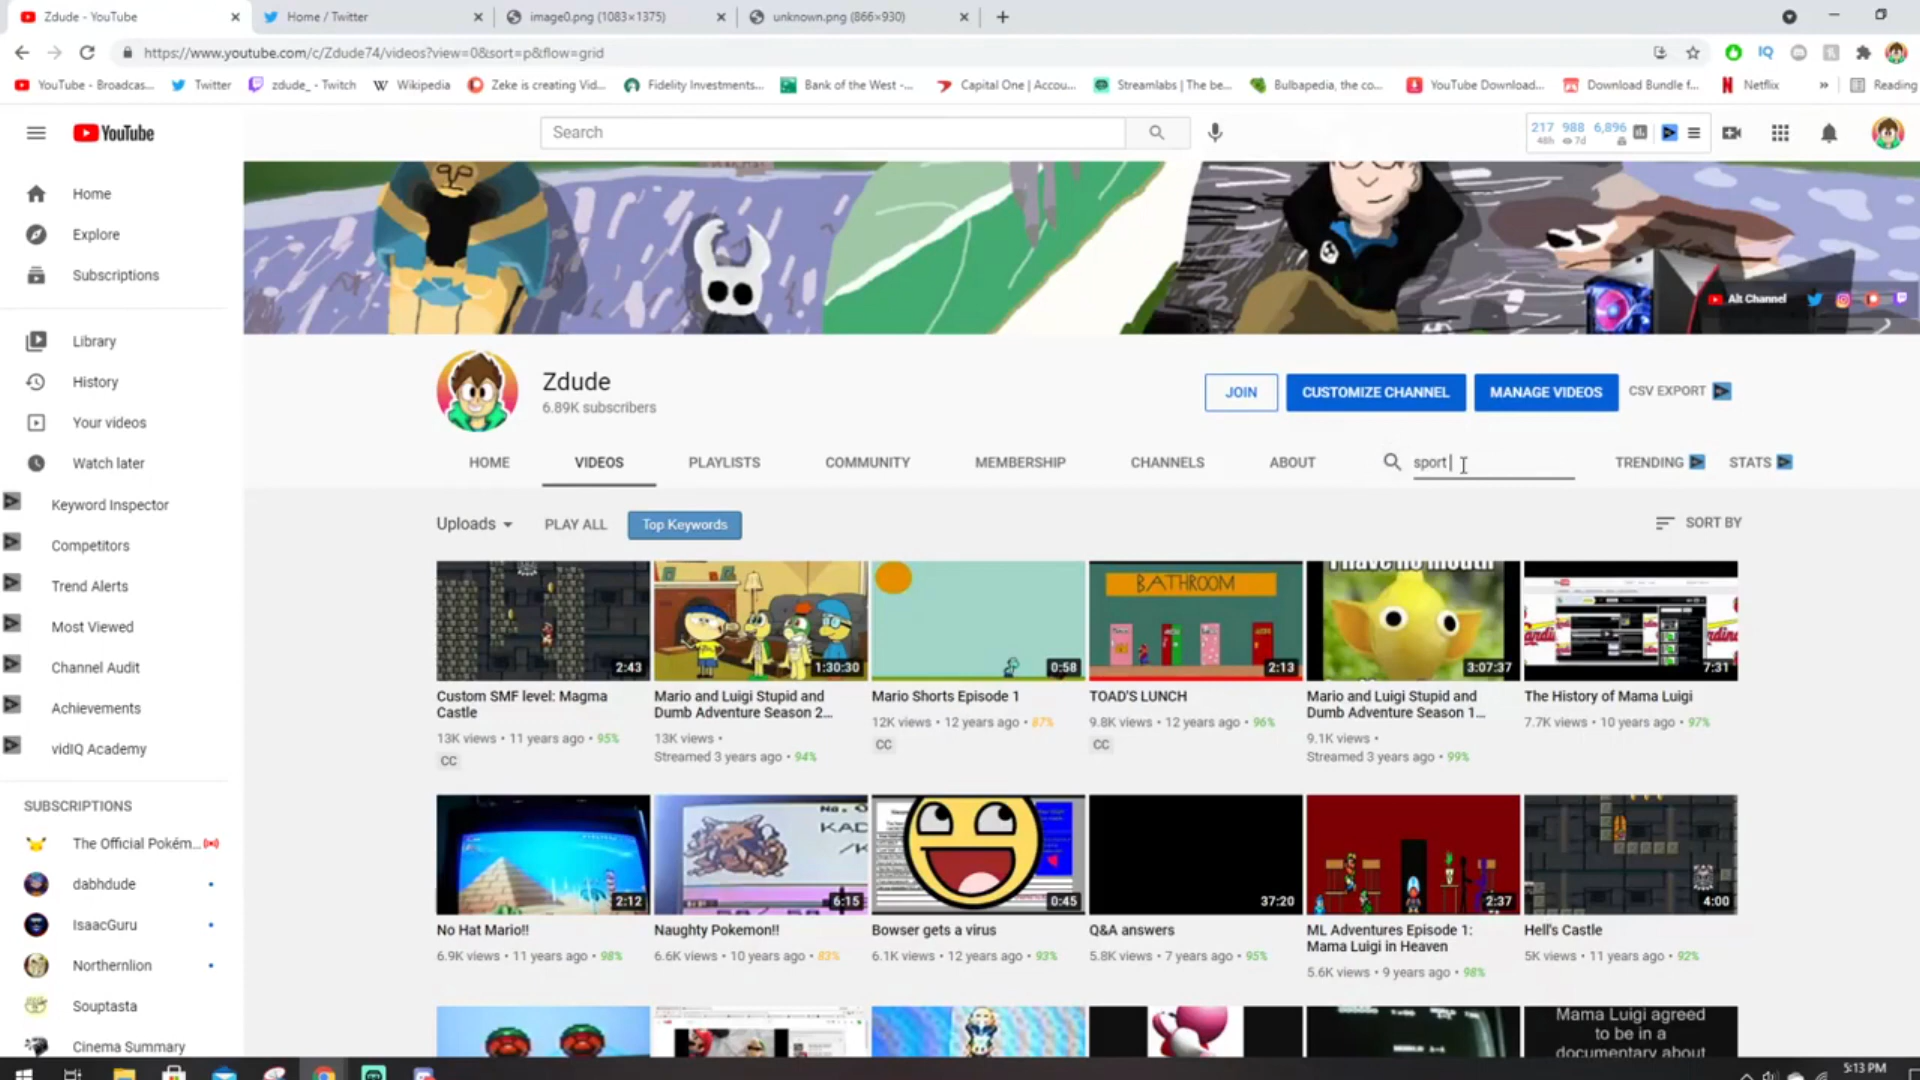 Zdude - YouTube
Home / Twitter
image0.png (1083×1375)
unknown.png (866×930)
https://www.youtube.com/c/Zdude74/videos?view=0&sort=p&flow=grid
YouTube - Broadcas...
Twitter
zdude_ - Twitch
Wikipedia
Zeke is creating Vid...
Fidelity Investments...
Bank of the West -...
Capital One | Accou...
Streamlabs | The be...
Bulbapedia, the co...
YouTube Download...
Download Bundle f...
Netflix
»
Reading
YouTube
Search
217 988 6,896
48h 7d
Home
Explore
Subscriptions
Library
History
Your videos
Watch later
Keyword Inspector
Competitors
Trend Alerts
Most Viewed
Channel Audit
Achievements
vidIQ Academy
SUBSCRIPTIONS
The Official Pokém...
dabhdude
IsaacGuru
Northernlion
Souptasta
Cinema Summary
Alt Channel
Zdude
6.89K subscribers
JOIN
CUSTOMIZE CHANNEL
MANAGE VIDEOS
CSV EXPORT
HOME
VIDEOS
PLAYLISTS
COMMUNITY
MEMBERSHIP
CHANNELS
ABOUT
sport
TRENDING
STATS
Uploads
PLAY ALL
Top Keywords
SORT BY
2:43
1:30:30
0:58
BATHROOM
2:13
I have no mouth
3:07:37
7:31
Custom SMF level: Magma
Castle
13K views • 11 years ago • 95%
CC
Mario and Luigi Stupid and
Dumb Adventure Season 2...
13K views •
Streamed 3 years ago • 94%
Mario Shorts Episode 1
12K views • 12 years ago • 87%
CC
TOAD'S LUNCH
9.8K views • 12 years ago • 96%
CC
Mario and Luigi Stupid and
Dumb Adventure Season 1...
9.1K views •
Streamed 3 years ago • 99%
The History of Mama Luigi
7.7K views • 10 years ago • 97%
2:12
6:15
0:45
37:20
2:37
4:00
No Hat Mario!!
6.9K views • 11 years ago • 98%
Naughty Pokemon!!
6.6K views • 10 years ago • 83%
Bowser gets a virus
6.1K views • 12 years ago • 93%
Q&A answers
5.8K views • 7 years ago • 95%
ML Adventures Episode 1:
Mama Luigi in Heaven
5.6K views • 9 years ago • 98%
Hell's Castle
5K views • 11 years ago • 92%
Mama Luigi agreed
to be in a
documentary about
5:13 PM